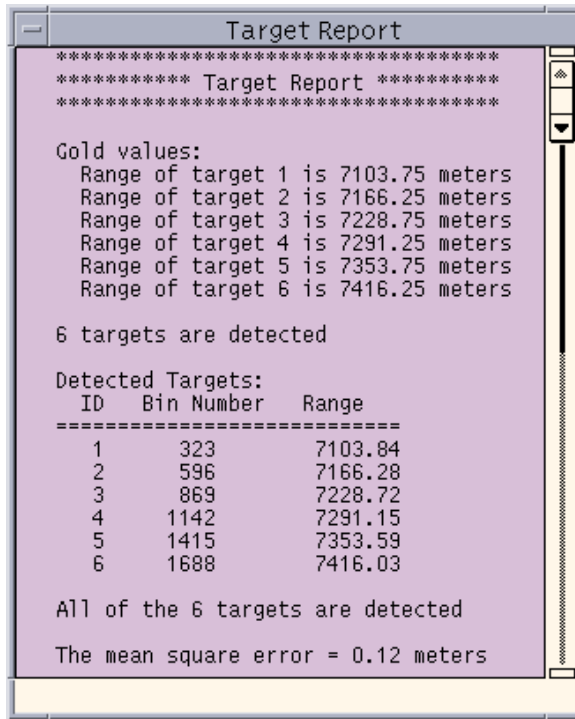 Target Report
************************************
*********** Target Report **********
************************************
Gold values:
Range of target 1 is 7103.75 meters
Range of target 2 is 7166.25 meters
Range of target 3 is 7228.75 meters
Range of target 4 is 7291.25 meters
Range of target 5 is 7353.75 meters
Range of target 6 is 7416.25 meters
6 targets are detected
Detected Targets:
ID Bin Number Range
============================
1 323 7103.84
2 596 7166.28
3 869 7228.72
4 1142 7291.15
5 1415 7353.59
6 1688 7416.03
All of the 6 targets are detected
The mean square error = 0.12 meters